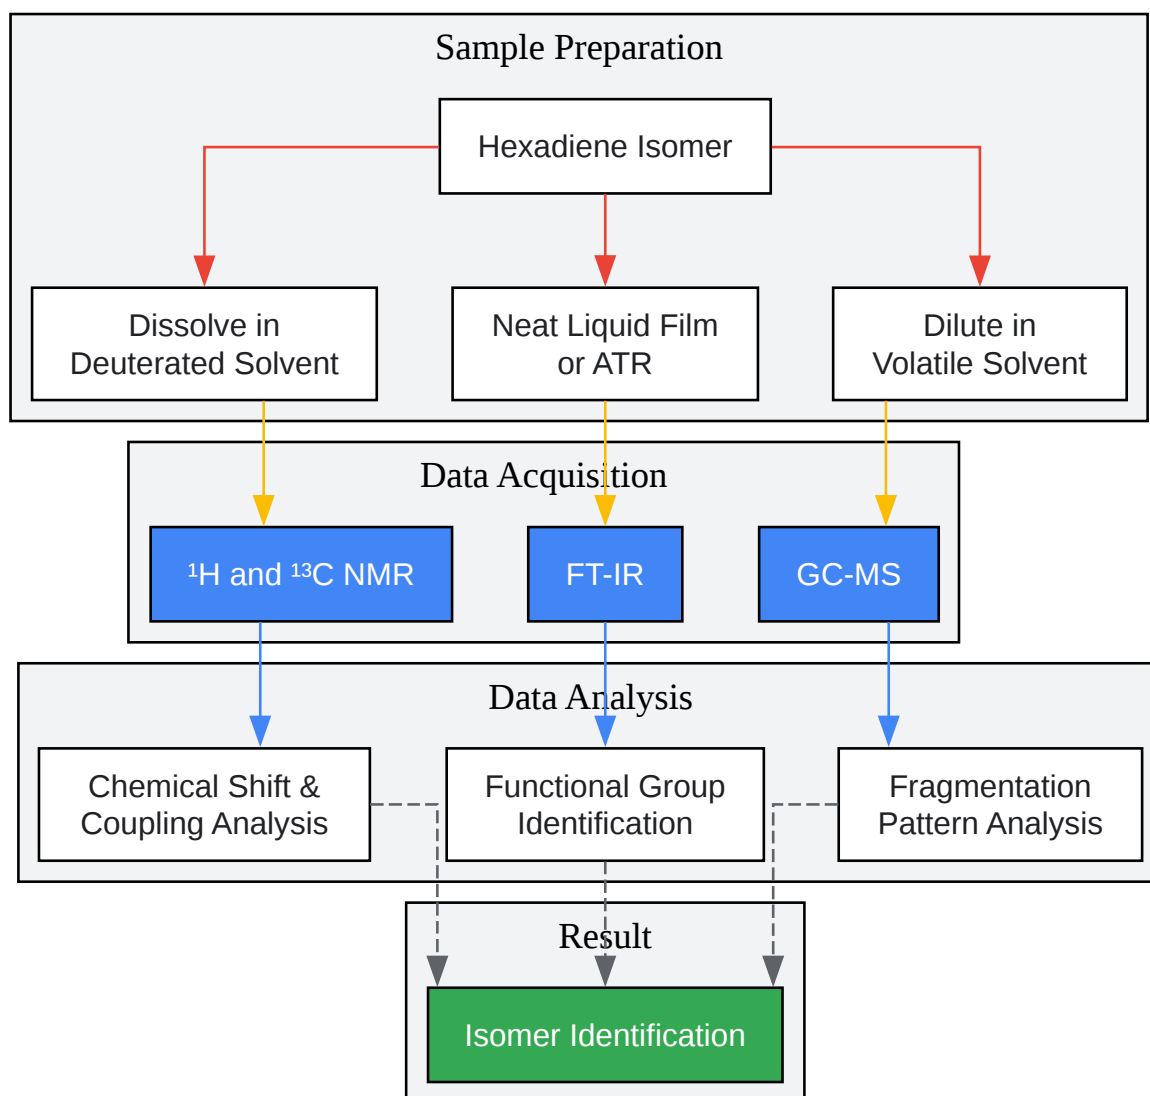 Sample Preparation
Hexadiene Isomer
Dissolve in
Deuterated Solvent
Neat Liquid Film
or ATR
Dilute in
Volatile Solvent
Data Acquisition
¹H and ¹³C NMR
FT-IR
GC-MS
Data Analysis
Chemical Shift &
Coupling Analysis
Functional Group
Identification
Fragmentation
Pattern Analysis
Result
Isomer Identification